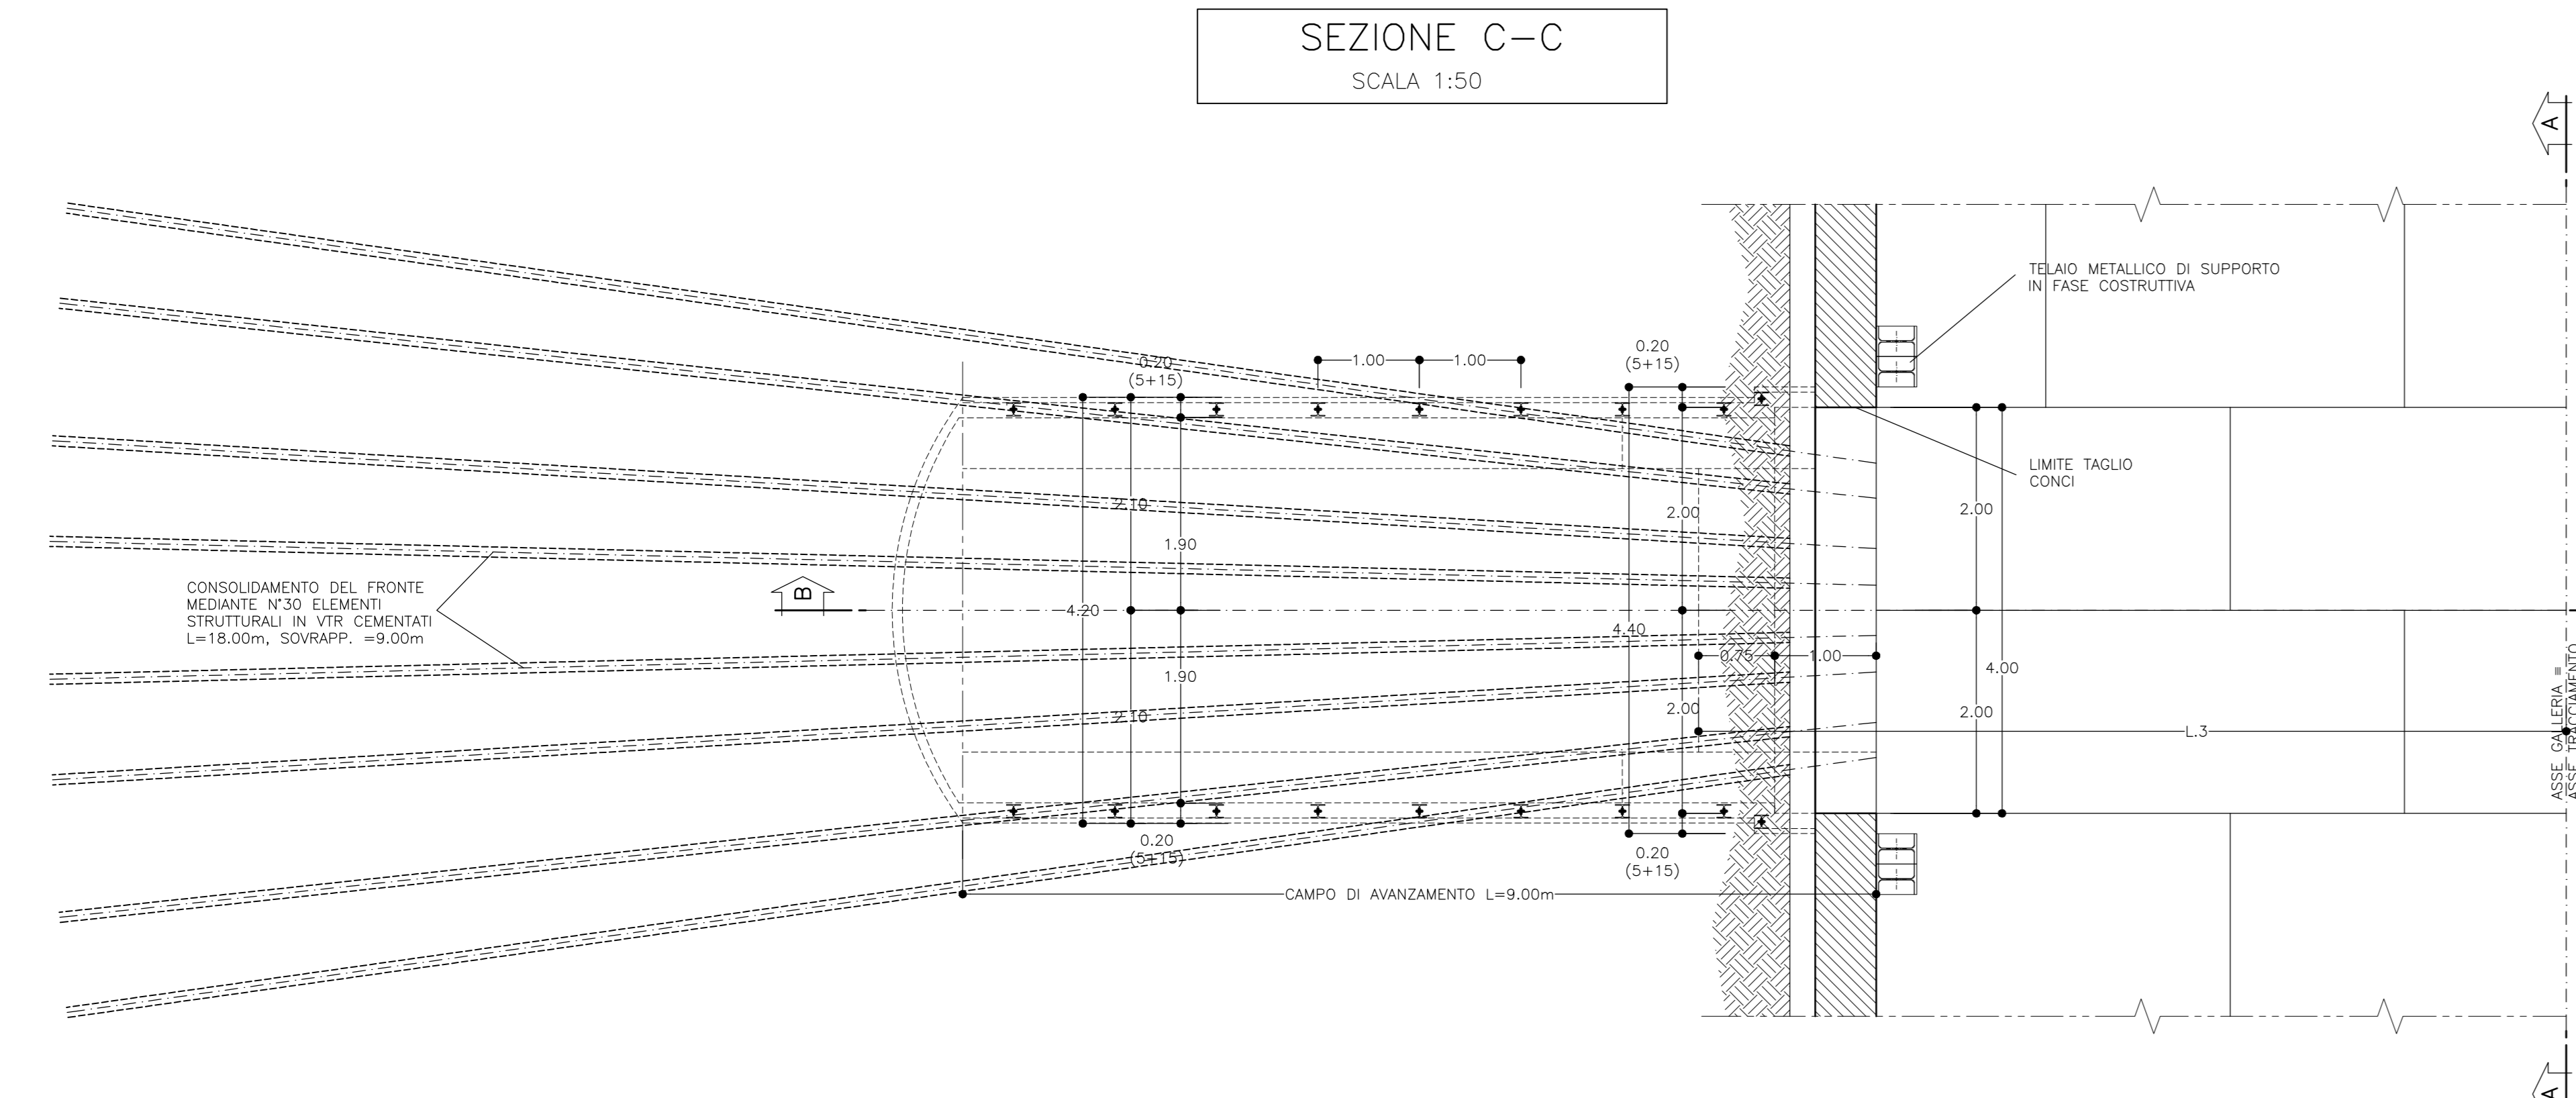 SEZIONE C-C
SCALA 1:50
A
TELAIO METALLICO DI SUPPORTO
IN FASE COSTRUTTIVA
0.20
(5+15)
1.00
1.00
0.20
(5+15)
LIMITE TAGLIO
CONCI
2.10
2.00
2.00
1.90
CONSOLIDAMENTO DEL FRONTE
MEDIANTE N°30 ELEMENTI
STRUTTURALI IN VTR CEMENTATI
L=18.00m, SOVRAPP. =9.00m
B
4.20
4.40
0.75
1.00
4.00
1.90
2.10
2.00
2.00
L.3
ASSE GALLERIA ≡
ASSE TRACCIAMENTO
0.20
(5+15)
0.20
(5+15)
CAMPO DI AVANZAMENTO L=9.00m
A